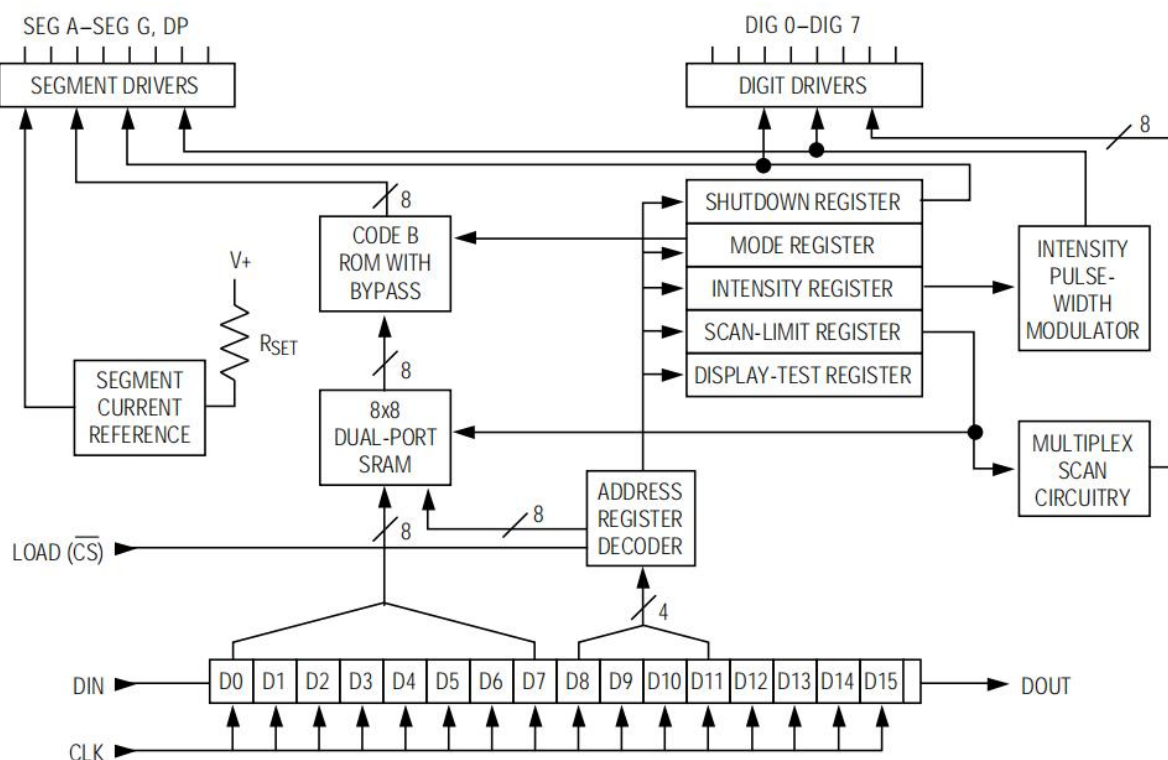 SEG A–SEG G, DP
DIG 0–DIG 7
SEGMENT DRIVERS
DIGIT DRIVERS
8
8
SHUTDOWN REGISTER
MODE REGISTER
INTENSITY REGISTER
SCAN-LIMIT REGISTER
DISPLAY-TEST REGISTER
CODE B
ROM WITH
BYPASS
INTENSITY
PULSE-
WIDTH
MODULATOR
V+
RSET
8
SEGMENT
CURRENT
REFERENCE
8x8
DUAL-PORT
SRAM
MULTIPLEX
SCAN
CIRCUITRY
ADDRESS
REGISTER
DECODER
8
8
LOAD (C̅S̅)
4
DIN
D0 D1 D2 D3 D4 D5 D6 D7 D8 D9 D10 D11 D12 D13 D14 D15
DOUT
CLK